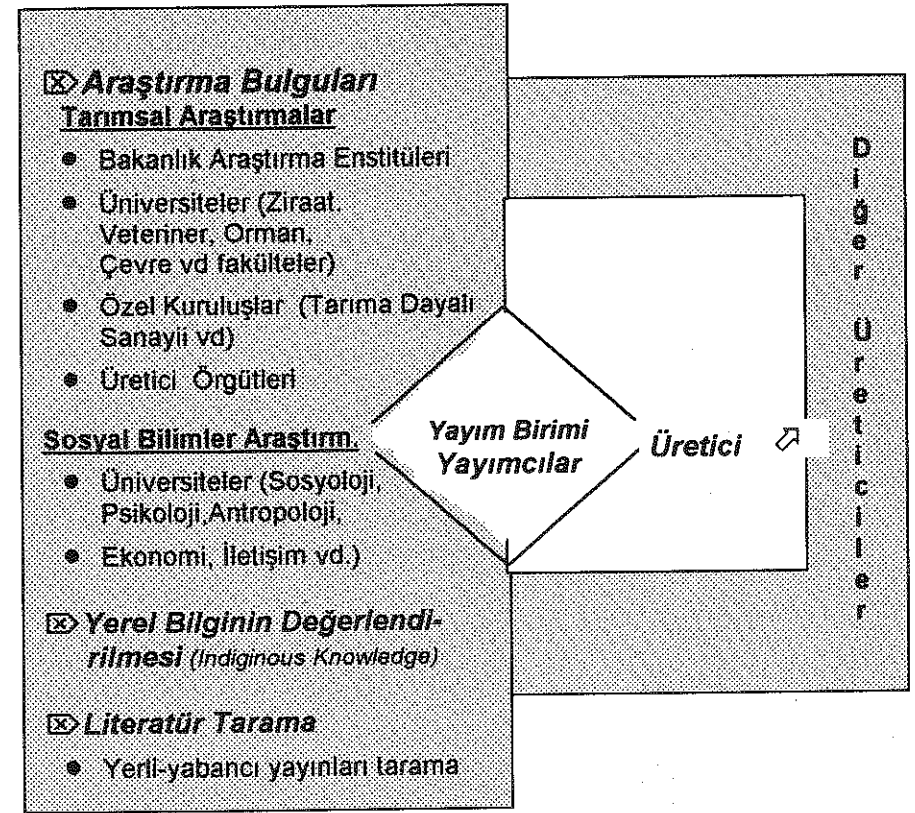 Araştırma Bulguları
Tarımsal Araştırmalar
● Bakanlık Araştırma Enstitüleri
● Üniversiteler (Ziraat,
Veteriner, Orman,
Çevre vd fakülteler)
● Özel Kuruluşlar (Tarıma Dayalı
Sanayii vd)
● Üretici Örgütleri
Sosyal Bilimler Araştırm.
● Üniversiteler (Sosyoloji,
Psikoloji,Antropoloji,
● Ekonomi, İletişim vd.)
Yerel Bilginin Değerlendi-
rilmesi (Indiginous Knowledge)
Literatür Tarama
● Yerli-yabancı yayınları tarama
Yayım Birimi
Yayımcılar
Üretici
Diğer Üreticiler